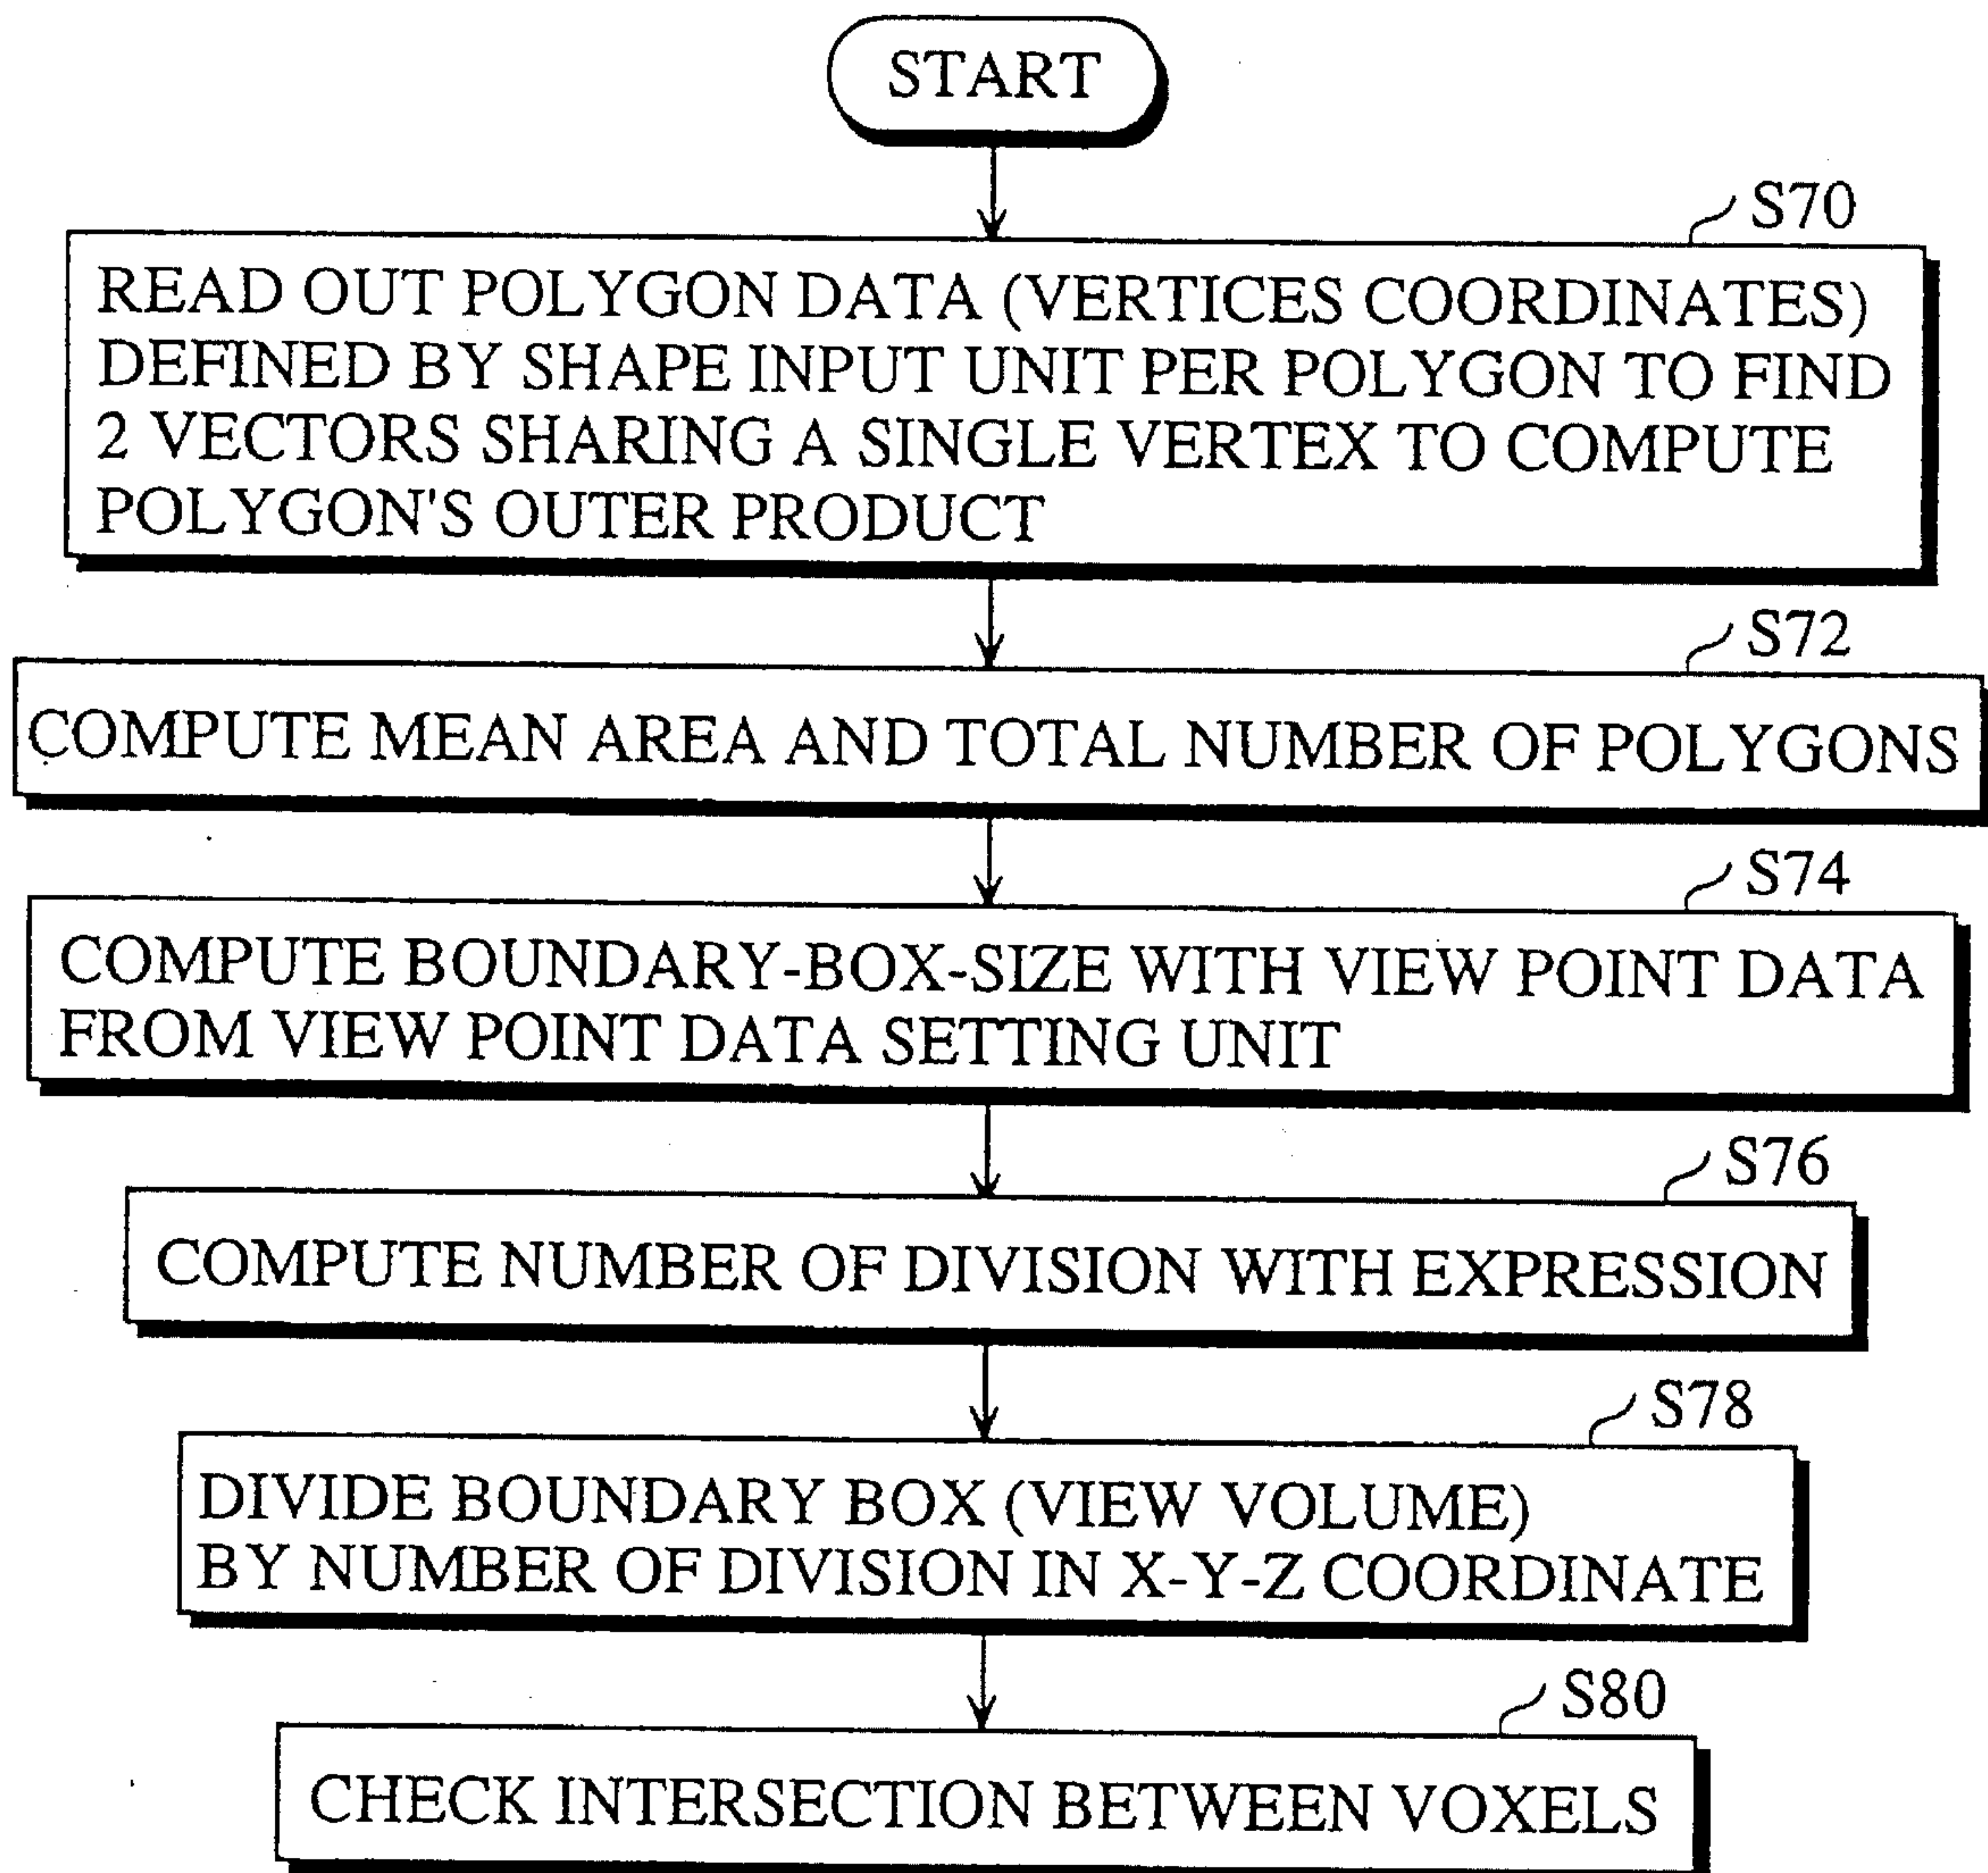 START
S70
READ OUT POLYGON DATA (VERTICES COORDINATES)
DEFINED BY SHAPE INPUT UNIT PER POLYGON TO FIND
2 VECTORS SHARING A SINGLE VERTEX TO COMPUTE
POLYGON'S OUTER PRODUCT
S72
COMPUTE MEAN AREA AND TOTAL NUMBER OF POLYGONS
S74
COMPUTE BOUNDARY-BOX-SIZE WITH VIEW POINT DATA
FROM VIEW POINT DATA SETTING UNIT
S76
COMPUTE NUMBER OF DIVISION WITH EXPRESSION
S78
DIVIDE BOUNDARY BOX (VIEW VOLUME)
BY NUMBER OF DIVISION IN X-Y-Z COORDINATE
S80
CHECK INTERSECTION BETWEEN VOXELS